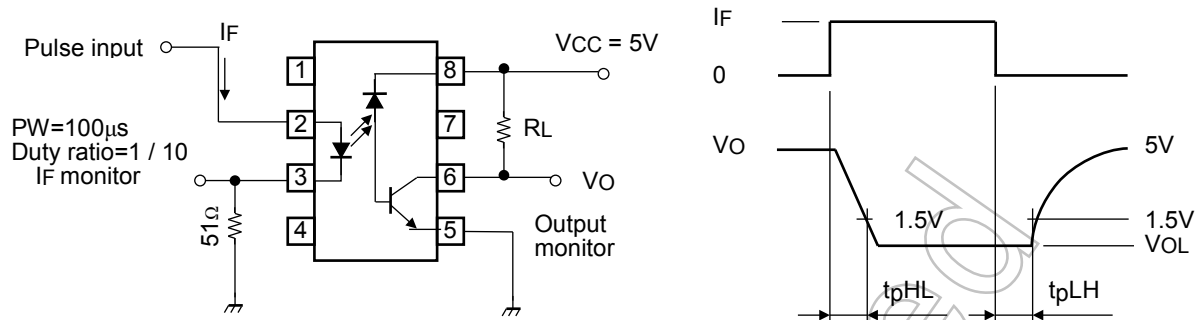 Pulse input
IF
VCC = 5V
1
2
3
4
8
7
6
5
PW=100μs
Duty ratio=1 / 10
IF monitor
51Ω
RL
VO
Output
monitor
IF
0
VO
5V
1.5V
1.5V
VOL
tpHL
tpLH